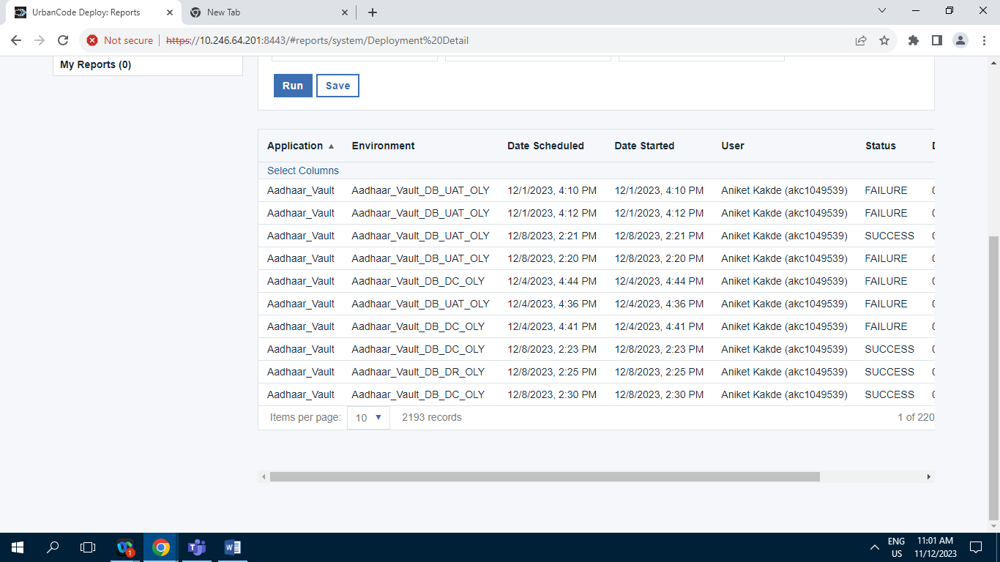 UrbanCode Deploy: Reports
New Tab
Not secure https://10.246.64.201:8443/#reports/system/Deployment%20Detail
My Reports (0)
Run Save
Application ▲ Environment Date Scheduled Date Started User Status
Select Columns
Aadhaar_Vault Aadhaar_Vault_DB_UAT_OLY 12/1/2023, 4:10 PM 12/1/2023, 4:10 PM Aniket Kakde (akc1049539) FAILURE
Aadhaar_Vault Aadhaar_Vault_DB_UAT_OLY 12/1/2023, 4:12 PM 12/1/2023, 4:12 PM Aniket Kakde (akc1049539) FAILURE
Aadhaar_Vault Aadhaar_Vault_DB_UAT_OLY 12/8/2023, 2:21 PM 12/8/2023, 2:21 PM Aniket Kakde (akc1049539) SUCCESS
Aadhaar_Vault Aadhaar_Vault_DB_UAT_OLY 12/8/2023, 2:20 PM 12/8/2023, 2:20 PM Aniket Kakde (akc1049539) FAILURE
Aadhaar_Vault Aadhaar_Vault_DB_DC_OLY 12/4/2023, 4:44 PM 12/4/2023, 4:44 PM Aniket Kakde (akc1049539) FAILURE
Aadhaar_Vault Aadhaar_Vault_DB_UAT_OLY 12/4/2023, 4:36 PM 12/4/2023, 4:36 PM Aniket Kakde (akc1049539) FAILURE
Aadhaar_Vault Aadhaar_Vault_DB_DC_OLY 12/4/2023, 4:41 PM 12/4/2023, 4:41 PM Aniket Kakde (akc1049539) FAILURE
Aadhaar_Vault Aadhaar_Vault_DB_DC_OLY 12/8/2023, 2:23 PM 12/8/2023, 2:23 PM Aniket Kakde (akc1049539) SUCCESS
Aadhaar_Vault Aadhaar_Vault_DB_DR_OLY 12/8/2023, 2:25 PM 12/8/2023, 2:25 PM Aniket Kakde (akc1049539) SUCCESS
Aadhaar_Vault Aadhaar_Vault_DB_DC_OLY 12/8/2023, 2:30 PM 12/8/2023, 2:30 PM Aniket Kakde (akc1049539) SUCCESS
Items per page: 10 ▼ 2193 records 1 of 220
ENG 11:01 AM
US 11/12/2023